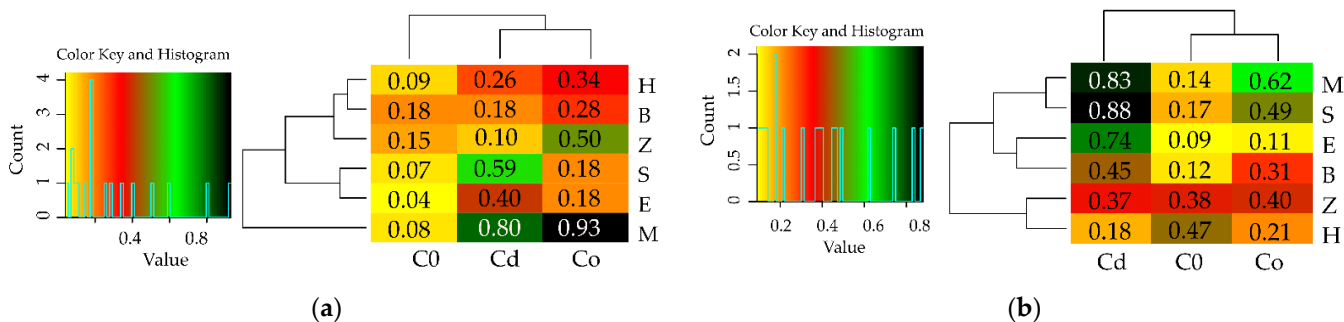 Color Key and Histogram
Count
0 1 2 3 4
0.4 0.8
Value
0.09 0.26 0.34 H
0.18 0.18 0.28 B
0.15 0.10 0.50 Z
0.07 0.59 0.18 S
0.04 0.40 0.18 E
0.08 0.80 0.93 M
C0 Cd Co
(a)
Color Key and Histogram
Count
0 0.5 1 1.5 2
0.2 0.4 0.6 0.8
Value
0.83 0.14 0.62 M
0.88 0.17 0.49 S
0.74 0.09 0.11 E
0.45 0.12 0.31 B
0.37 0.38 0.40 Z
0.18 0.47 0.21 H
Cd C0 Co
(b)